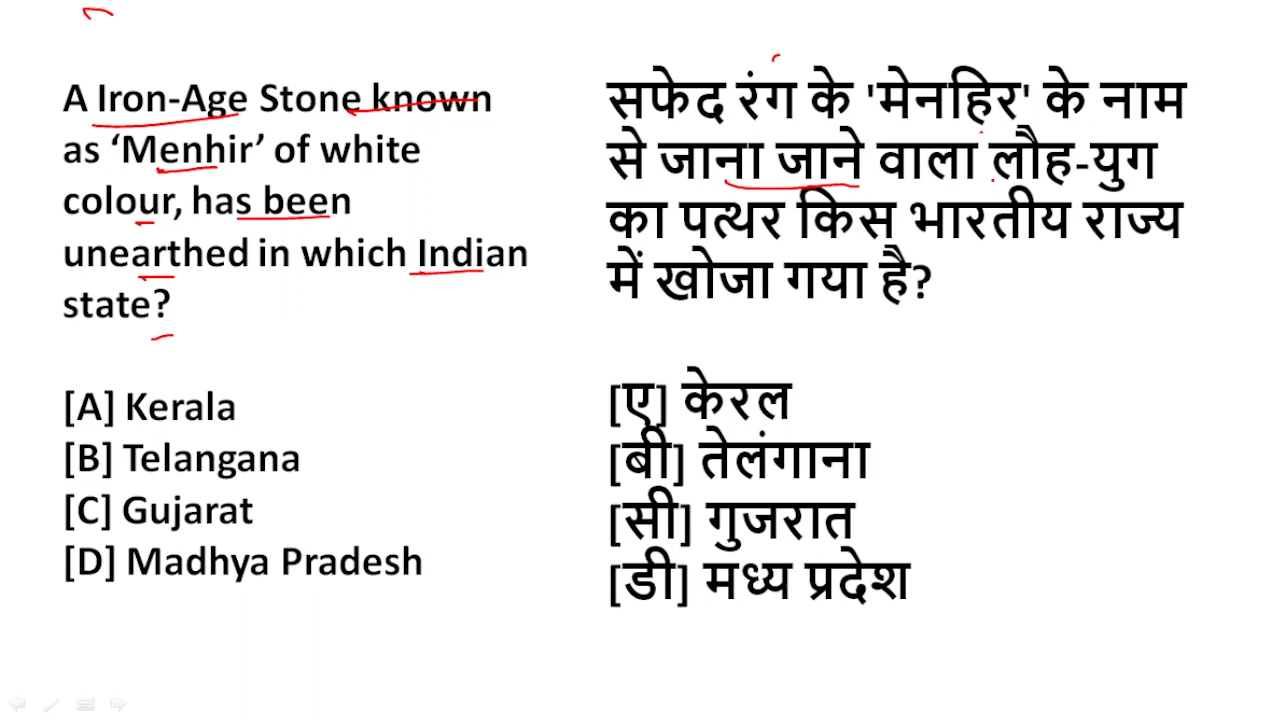 A Iron-Age Stone known
as ‘Menhir’ of white
colour, has been
unearthed in which Indian
state?
[A] Kerala
[B] Telangana
[C] Gujarat
[D] Madhya Pradesh
सफेद रंग के 'मेनहिर' के नाम
से जाना जाने वाला लौह-युग
का पत्थर किस भारतीय राज्य
में खोजा गया है?
[ए] केरल
[बी] तेलंगाना
[सी] गुजरात
[डी] मध्य प्रदेश